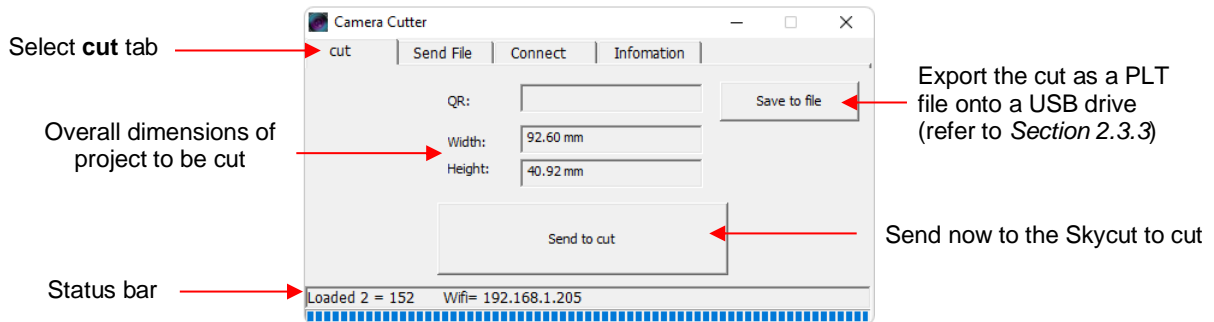 Camera Cutter
Select cut tab
cut Send File Connect Infomation
Export the cut as a PLT
file onto a USB drive
(refer to Section 2.3.3)
QR:
Save to file
Overall dimensions of
project to be cut
Width: 92.60 mm
Height: 40.92 mm
Send to cut
Send now to the Skycut to cut
Status bar
Loaded 2 = 152 Wifi= 192.168.1.205